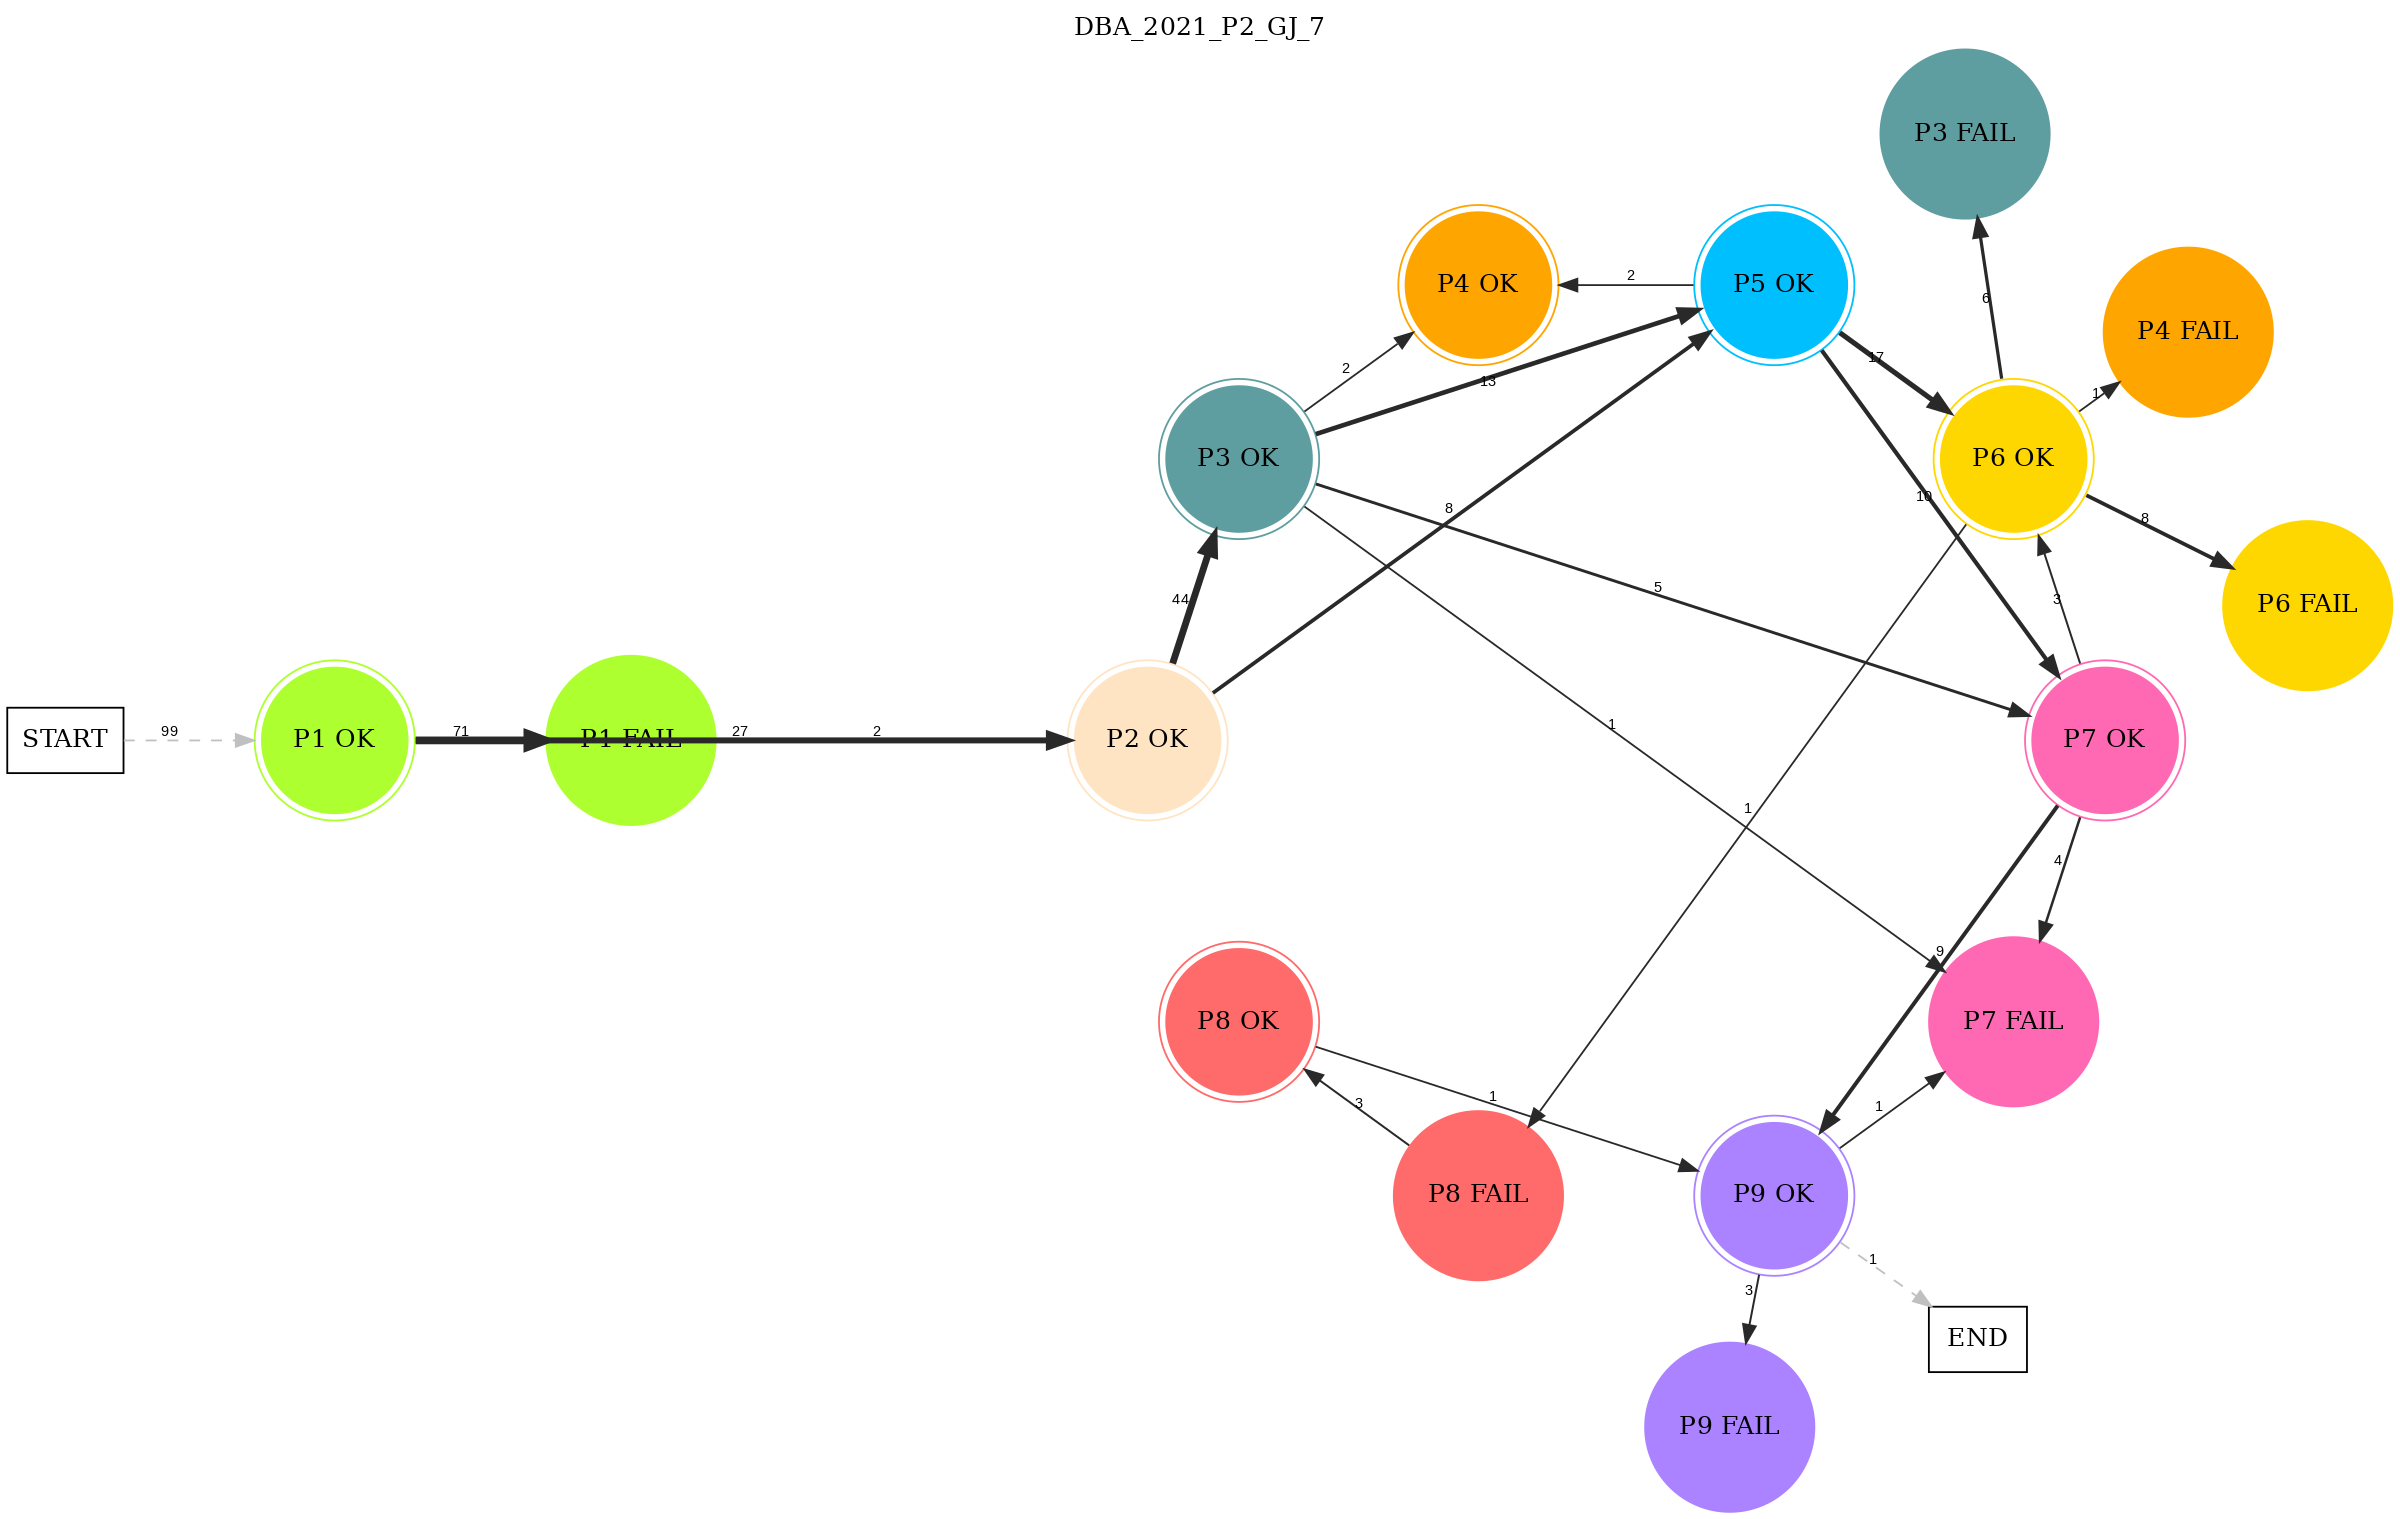 DBA_2021_P2_GJ_7
P3 FAIL
P4 OK
2
P5 OK
6
P4 FAIL
2
13
17
1
P3 OK
P6 OK
8
10
8
44
5
3
P6 FAIL
START
99
P1 OK
71
P1 FAIL
27
2
P2 OK
1
P7 OK
1
4
9
P8 OK
P7 FAIL
3
1
1
P8 FAIL
P9 OK
3
1
END
P9 FAIL